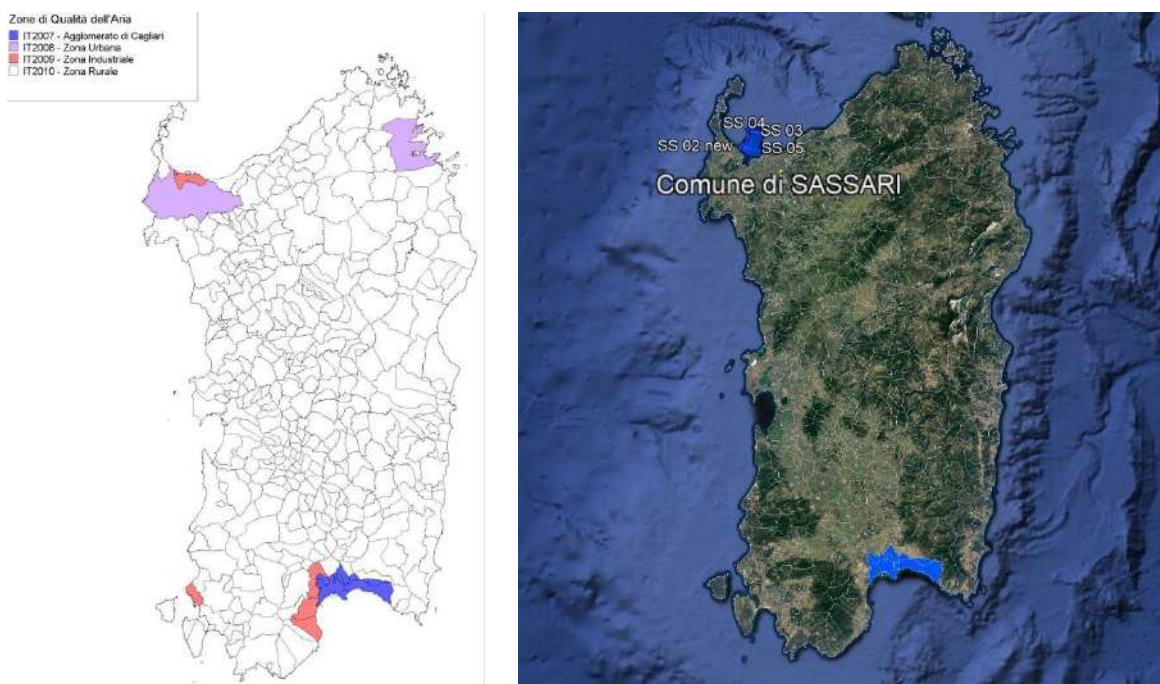 Zone di Qualità dell'Aria
IT2007 - Agglomerato di Cagliari
IT2008 - Zona Urbana
IT2009 - Zona Industriale
IT2010 - Zona Rurale
SS 04
SS 03
SS 02 new
SS 05
Comune di SASSARI